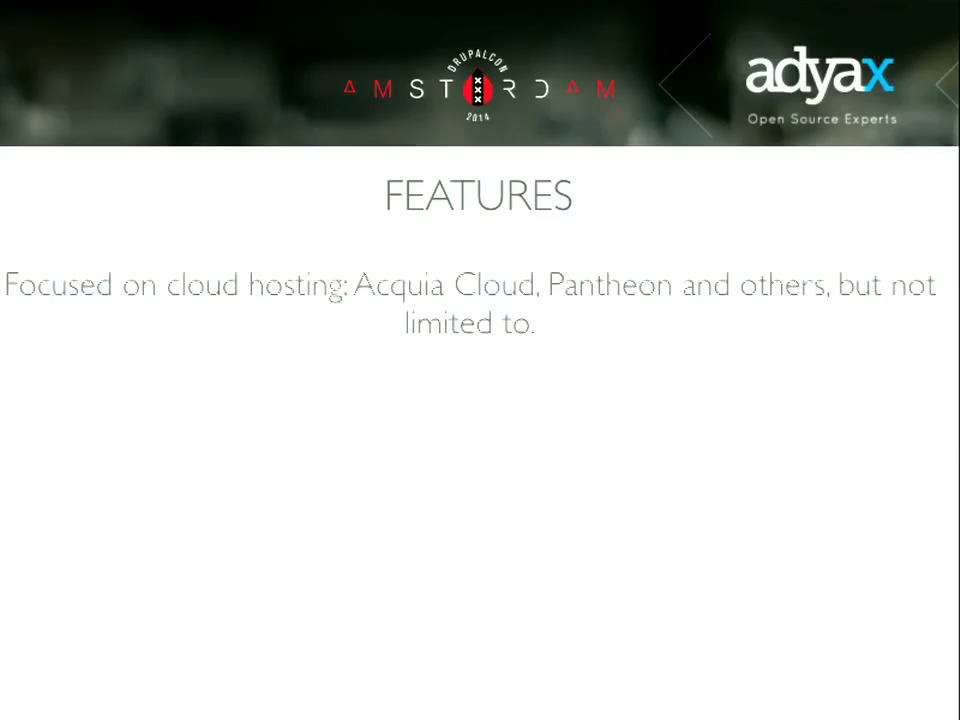 DRUPALCON
AMSTERDAM
2014
adyax
Open Source Experts
FEATURES
Focused on cloud hosting: Acquia Cloud, Pantheon and others, but not
limited to.